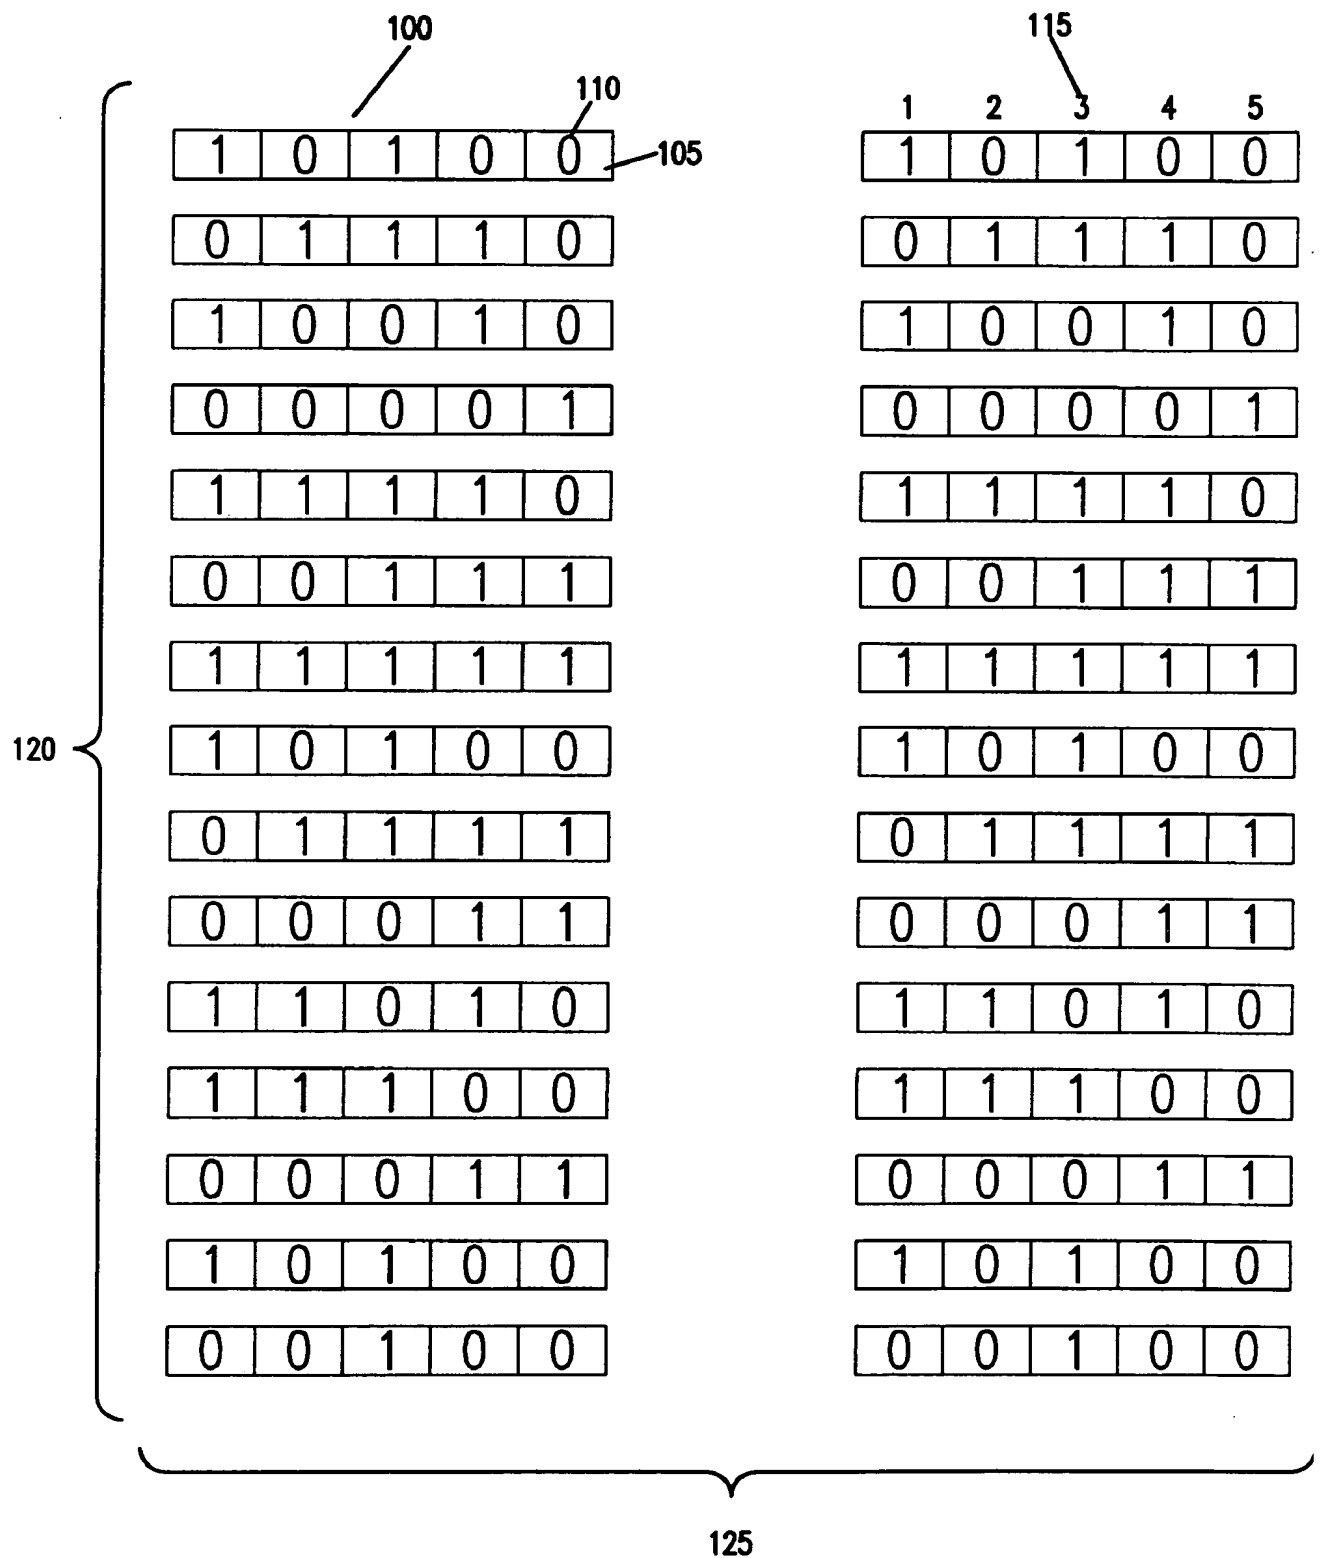 100 115
110
1 2 3 4 5
1 0 1 0 0 105 1 0 1 0 0
0 1 1 1 0 0 1 1 1 0
1 0 0 1 0 1 0 0 1 0
0 0 0 0 1 0 0 0 0 1
1 1 1 1 0 1 1 1 1 0
0 0 1 1 1 0 0 1 1 1
1 1 1 1 1 1 1 1 1 1
120 1 0 1 0 0 1 0 1 0 0
0 1 1 1 1 0 1 1 1 1
0 0 0 1 1 0 0 0 1 1
1 1 0 1 0 1 1 0 1 0
1 1 1 0 0 1 1 1 0 0
0 0 0 1 1 0 0 0 1 1
1 0 1 0 0 1 0 1 0 0
0 0 1 0 0 0 0 1 0 0
125